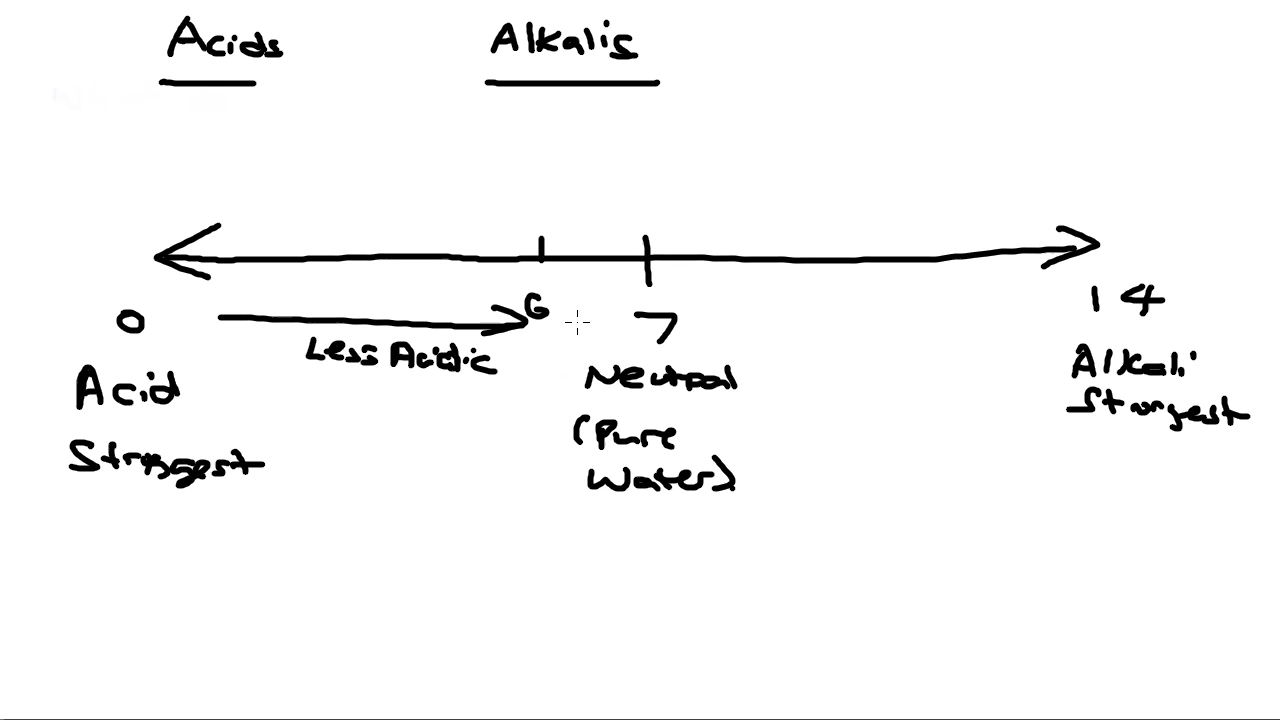 Acids
Alkalis
0
6
7
14
Less Acidic
Acid
Strongest
Neutral
(Pure
Water)
Alkali
Strongest